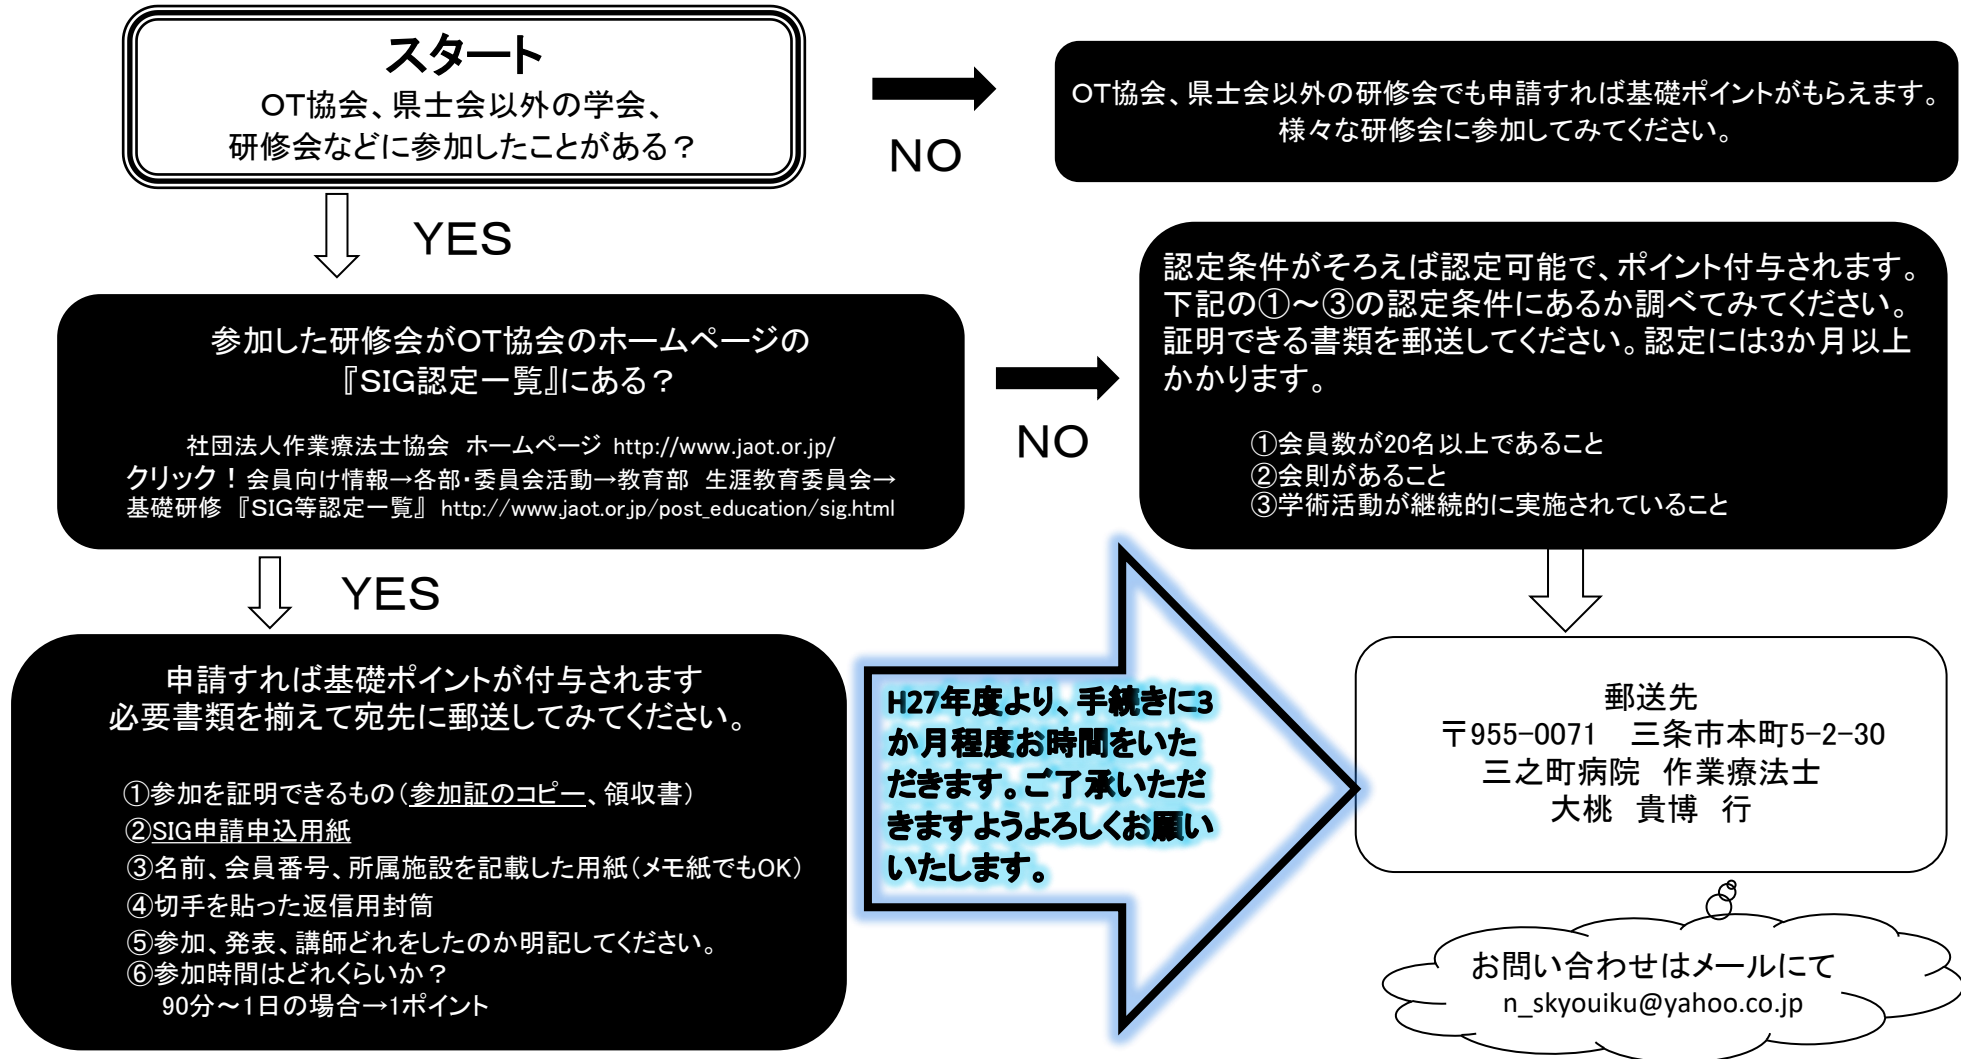 スタート
OT協会、県士会以外の学会、
研修会などに参加したことがある？
NO
OT協会、県士会以外の研修会でも申請すれば基礎ポイントがもらえます。
様々な研修会に参加してみてください。
YES
参加した研修会がOT協会のホームページの
『SIG認定一覧』にある？
社団法人作業療法士協会　ホームページ http://www.jaot.or.jp/
クリック！会員向け情報→各部・委員会活動→教育部　生涯教育委員会→
基礎研修 『SIG等認定一覧』 http://www.jaot.or.jp/post_education/sig.html
NO
認定条件がそろえば認定可能で、ポイント付与されます。
下記の①～③の認定条件にあるか調べてみてください。
証明できる書類を郵送してください。認定には3か月以上
かかります。
①会員数が20名以上であること
②会則があること
③学術活動が継続的に実施されていること
YES
申請すれば基礎ポイントが付与されます
必要書類を揃えて宛先に郵送してみてください。
①参加を証明できるもの（参加証のコピー、領収書）
②SIG申請申込用紙
③名前、会員番号、所属施設を記載した用紙（メモ紙でもOK）
④切手を貼った返信用封筒
⑤参加、発表、講師どれをしたのか明記してください。
⑥参加時間はどれくらいか？
90分～1日の場合→1ポイント
H27年度より、手続きに3
か月程度お時間をいた
だきます。ご了承いただ
きますようよろしくお願い
いたします。
郵送先
〒955-0071　三条市本町5-2-30
三之町病院　作業療法士
大桃　貴博　行
お問い合わせはメールにて
n_skyouiku@yahoo.co.jp